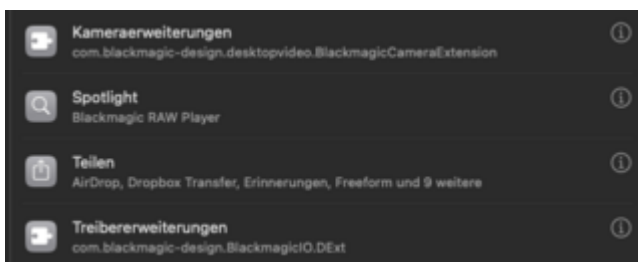 Kameraerweiterungen
com.blackmagic-design.desktopvideo.BlackmagicCameraExtension
Spotlight
Blackmagic RAW Player
Teilen
AirDrop, Dropbox Transfer, Erinnerungen, Freeform und 9 weitere
Treibererweiterungen
com.blackmagic-design.BlackmagicIO.DExt